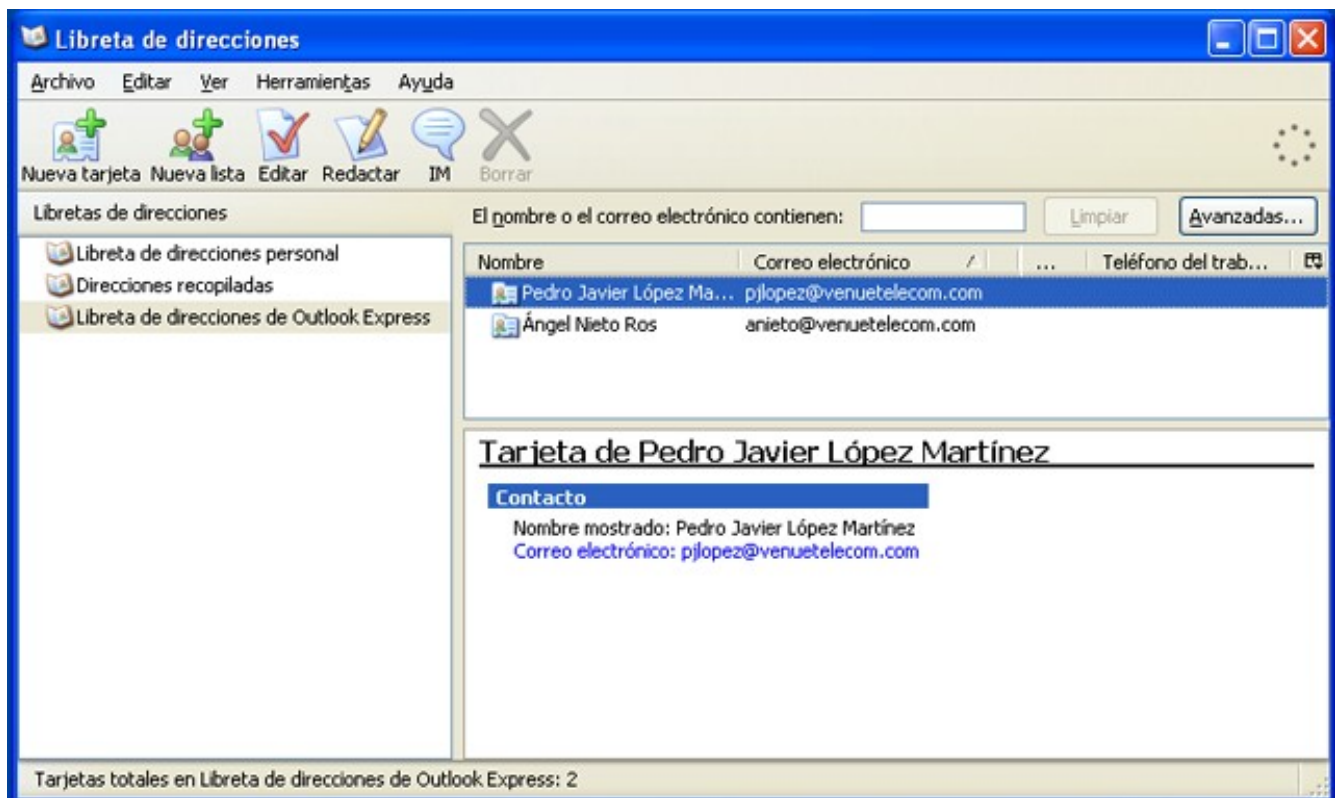 Libreta de direcciones
Archivo Editar Ver Herramientas Ayuda
Nueva tarjeta Nueva lista Editar Redactar IM Borrar
Libretas de direcciones
El nombre o el correo electrónico contienen: Limpiar Avanzadas...
Libreta de direcciones personal
Direcciones recopiladas
Libreta de direcciones de Outlook Express
Nombre Correo electrónico ... Teléfono del trab...
Pedro Javier López Ma... pjlopez@venuetelecom.com
Ángel Nieto Ros anieto@venuetelecom.com
Tarjeta de Pedro Javier López Martínez
Contacto
Nombre mostrado: Pedro Javier López Martínez
Correo electrónico: pjlopez@venuetelecom.com
Tarjetas totales en Libreta de direcciones de Outlook Express: 2